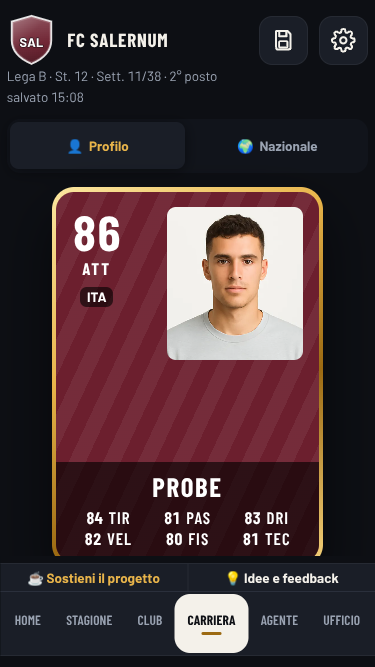 SAL
FC SALERNUM
Lega B · St. 12 · Sett. 11/38 · 2° posto
salvato 15:08
Profilo
Nazionale
86
ATT
ITA
PROBE
84 TIR 81 PAS 83 DRI
82 VEL 80 FIS 81 TEC
Sostieni il progetto
Idee e feedback
HOME STAGIONE CLUB CARRIERA AGENTE UFFICIO